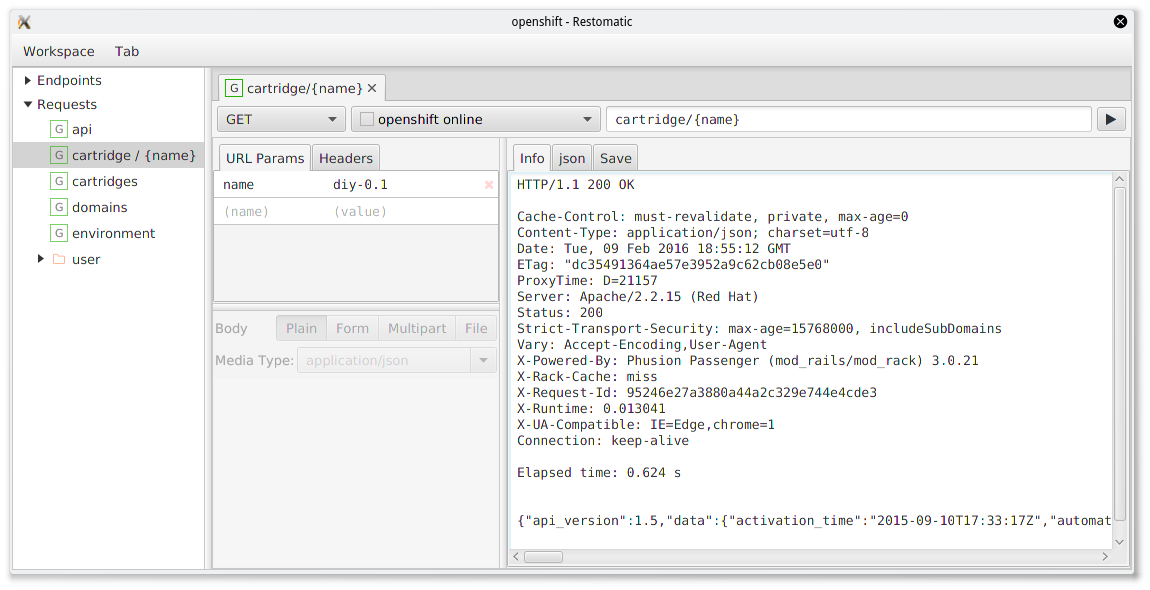 openshift - Restomatic
Workspace Tab
Endpoints
Requests
G api
G cartridge / {name}
G cartridges
G domains
G environment
user
G cartridge/{name}
GET openshift online cartridge/{name}
URL Params Headers
name diy-0.1
(name) (value)
Body Plain Form Multipart File
Media Type: application/json
Info json Save
HTTP/1.1 200 OK
Cache-Control: must-revalidate, private, max-age=0
Content-Type: application/json; charset=utf-8
Date: Tue, 09 Feb 2016 18:55:12 GMT
ETag: "dc35491364ae57e3952a9c62cb08e5e0"
ProxyTime: D=21157
Server: Apache/2.2.15 (Red Hat)
Status: 200
Strict-Transport-Security: max-age=15768000, includeSubDomains
Vary: Accept-Encoding,User-Agent
X-Powered-By: Phusion Passenger (mod_rails/mod_rack) 3.0.21
X-Rack-Cache: miss
X-Request-Id: 95246e27a3880a44a2c329e744e4cde3
X-Runtime: 0.013041
X-UA-Compatible: IE=Edge,chrome=1
Connection: keep-alive
Elapsed time: 0.624 s
{"api_version":1.5,"data":{"activation_time":"2015-09-10T17:33:17Z","automat